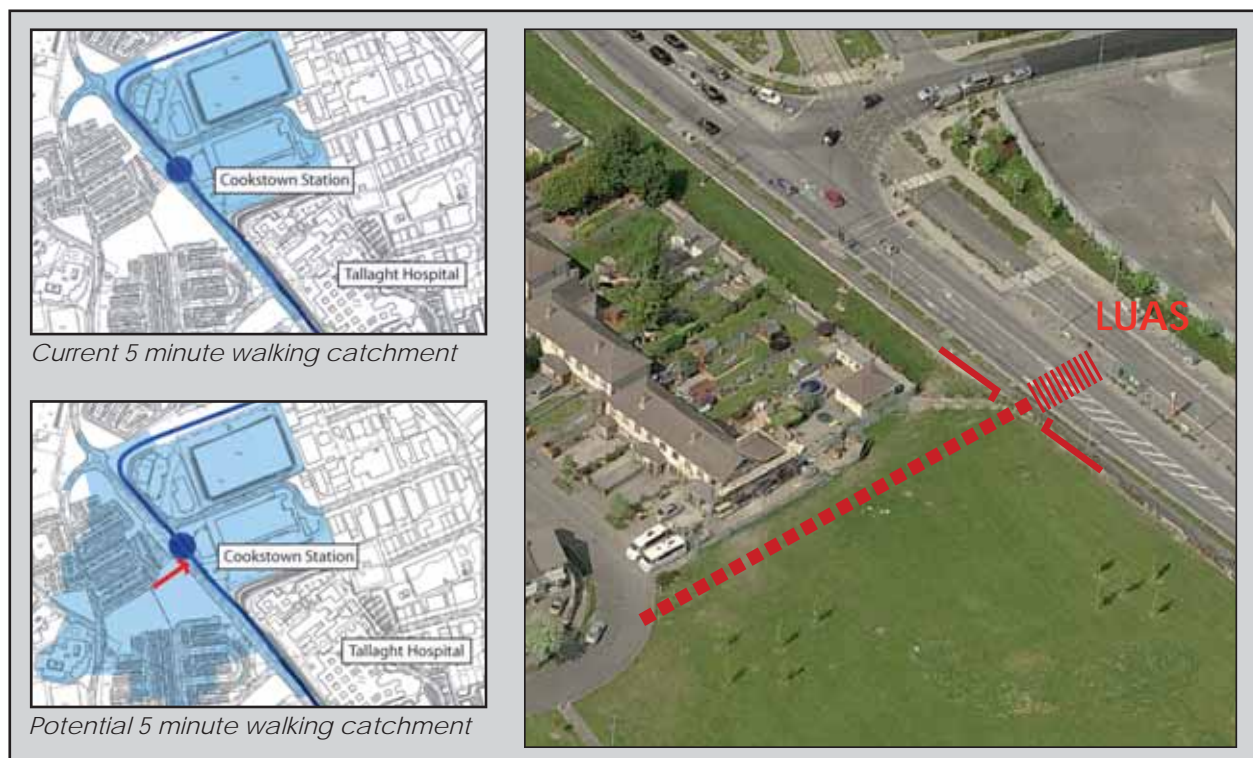 Cookstown Station
Tallaght Hospital
Current 5 minute walking catchment
Cookstown Station
Tallaght Hospital
Potential 5 minute walking catchment
LUAS